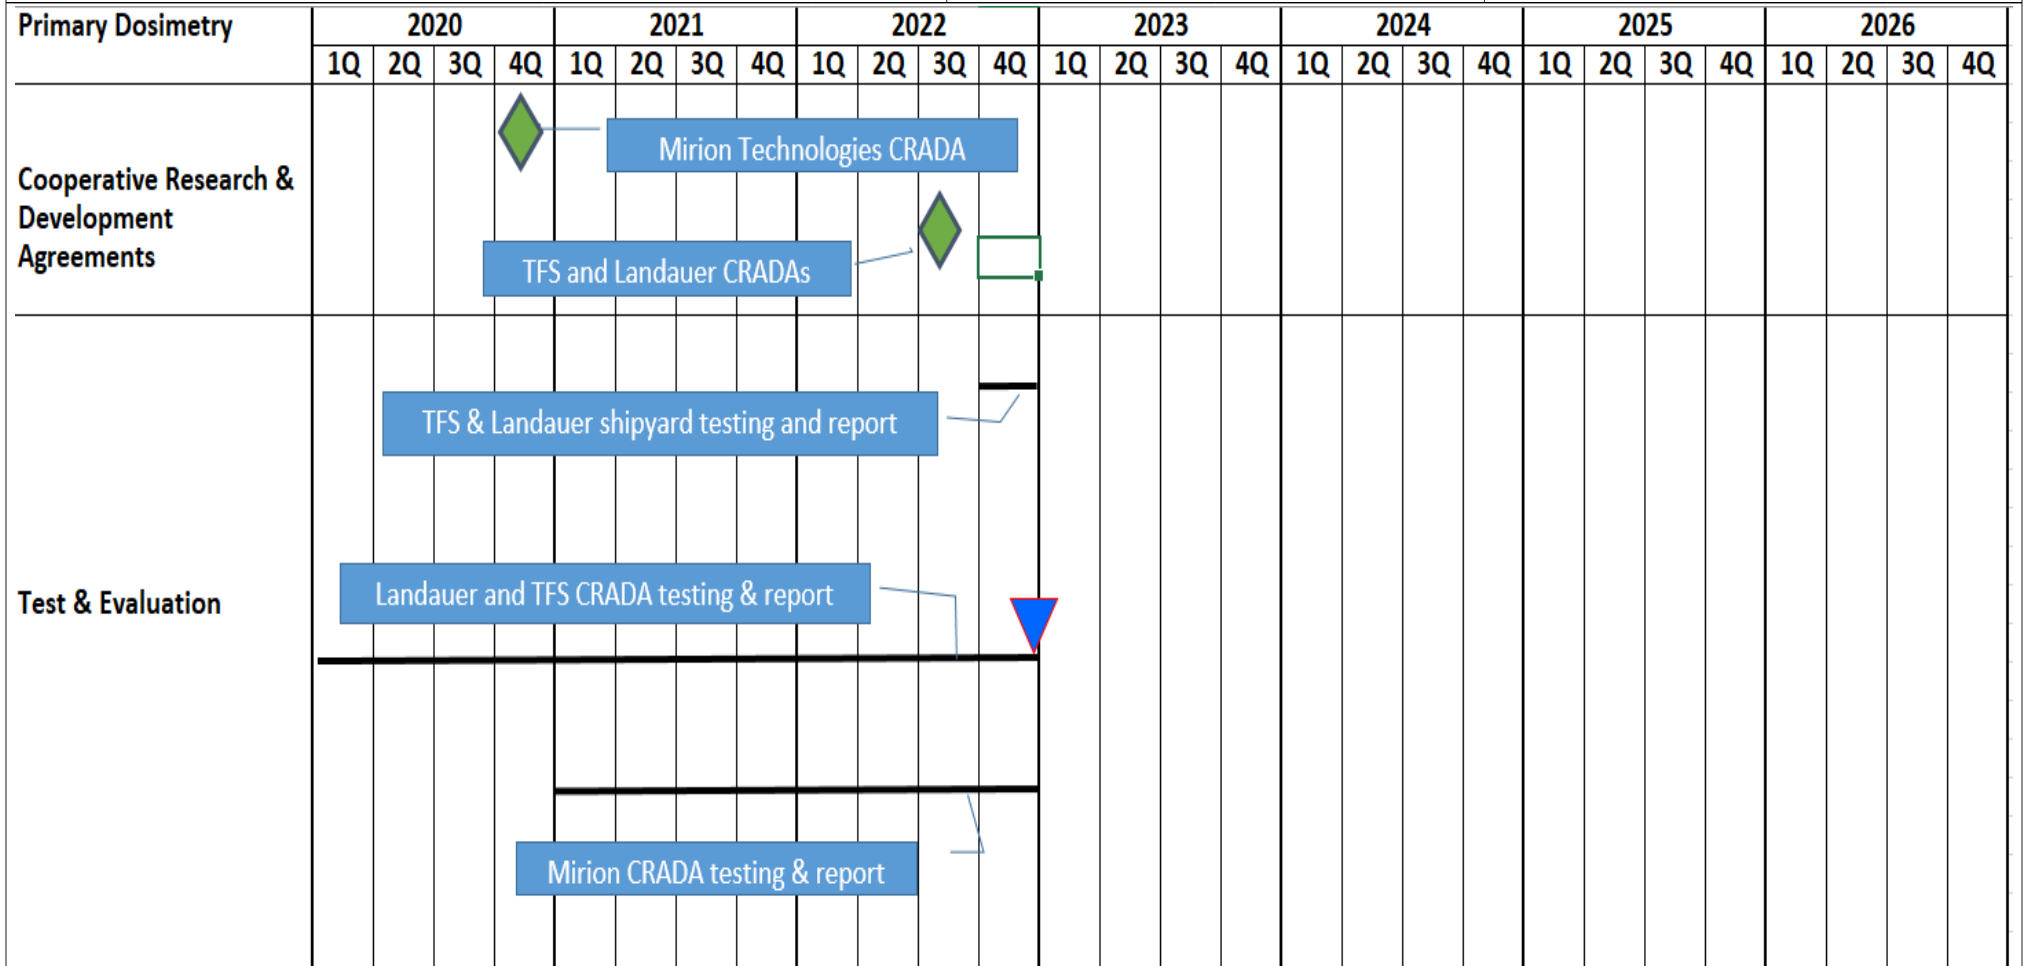 Primary Dosimetry 2020 2021 2022 2023 2024 2025 2026
1Q 2Q 3Q 4Q 1Q 2Q 3Q 4Q 1Q 2Q 3Q 4Q 1Q 2Q 3Q 4Q 1Q 2Q 3Q 4Q 1Q 2Q 3Q 4Q 1Q 2Q 3Q 4Q
Mirion Technologies CRADA
Cooperative Research &
Development
Agreements
TFS and Landauer CRADAs
TFS & Landauer shipyard testing and report
Landauer and TFS CRADA testing & report
Test & Evaluation
Mirion CRADA testing & report